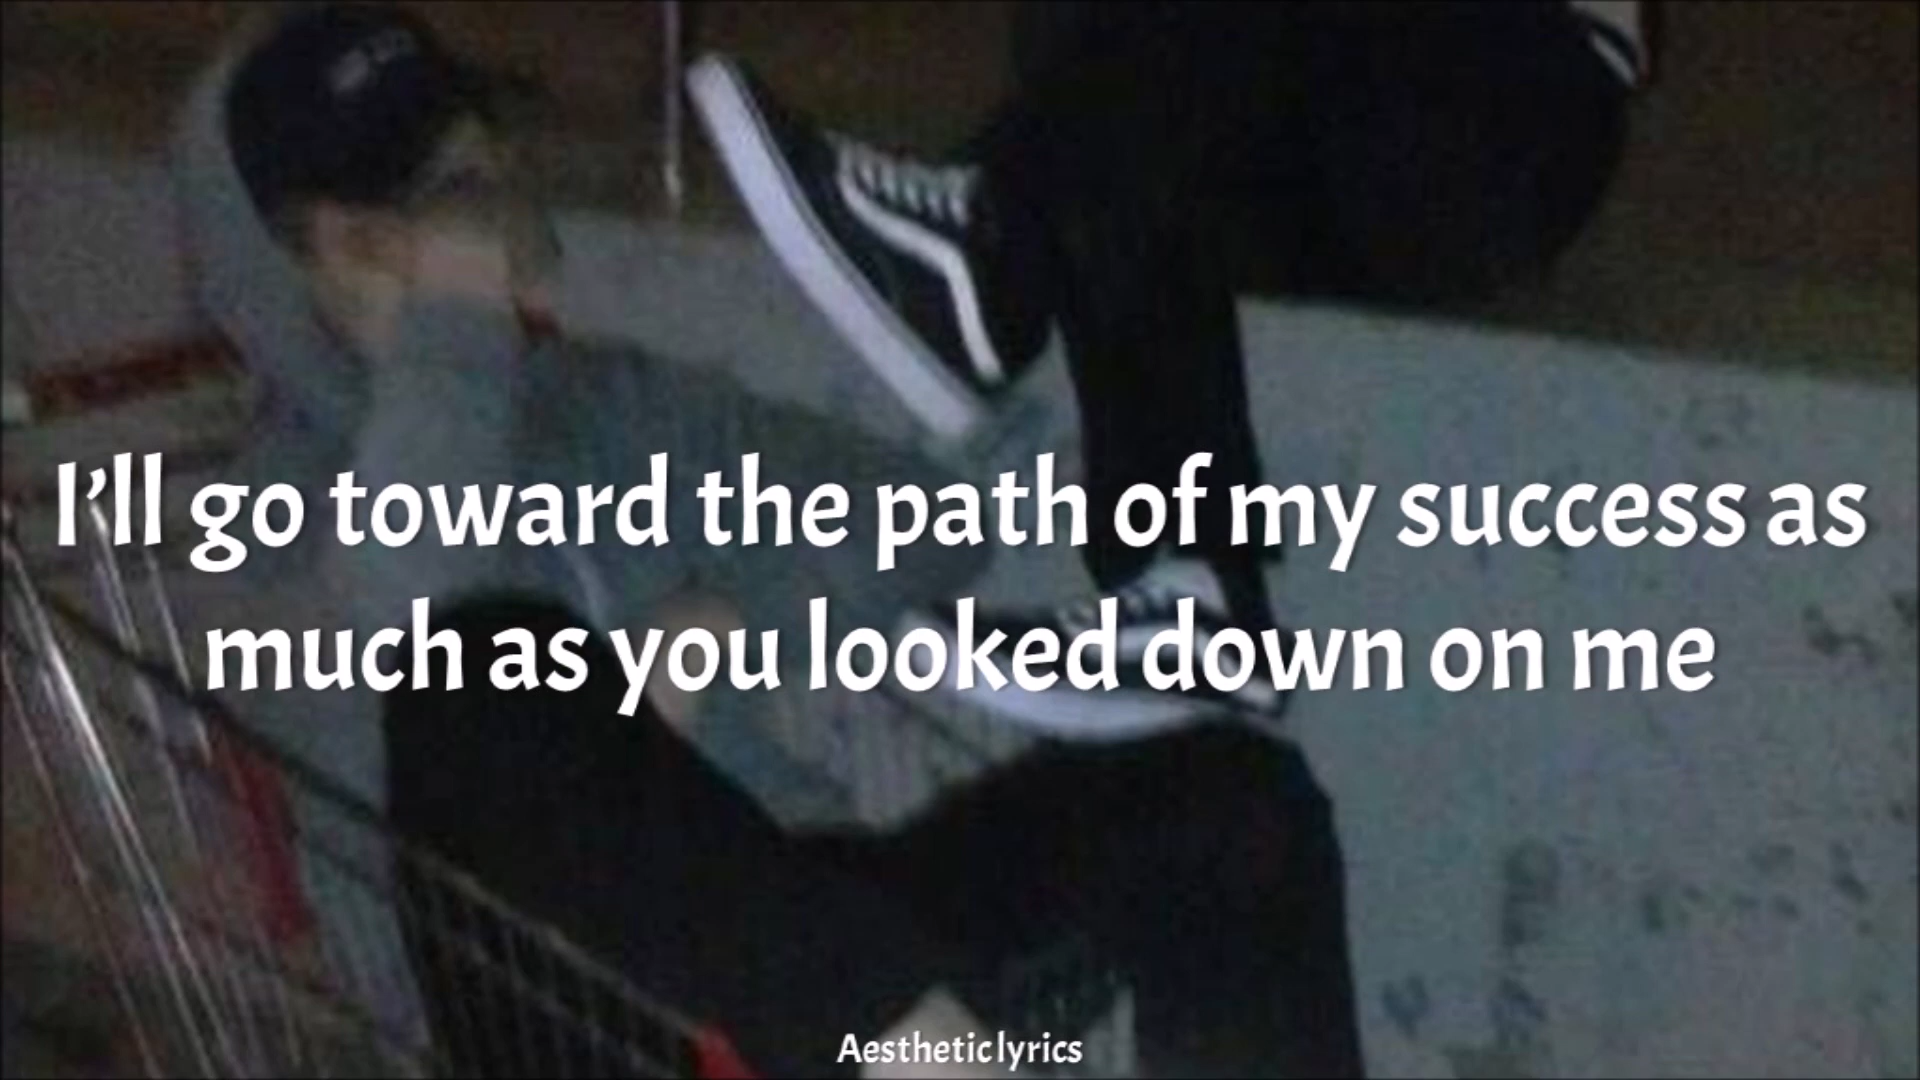 I’ll go toward the path of my success as
much as you looked down on me
Aestheticlyrics